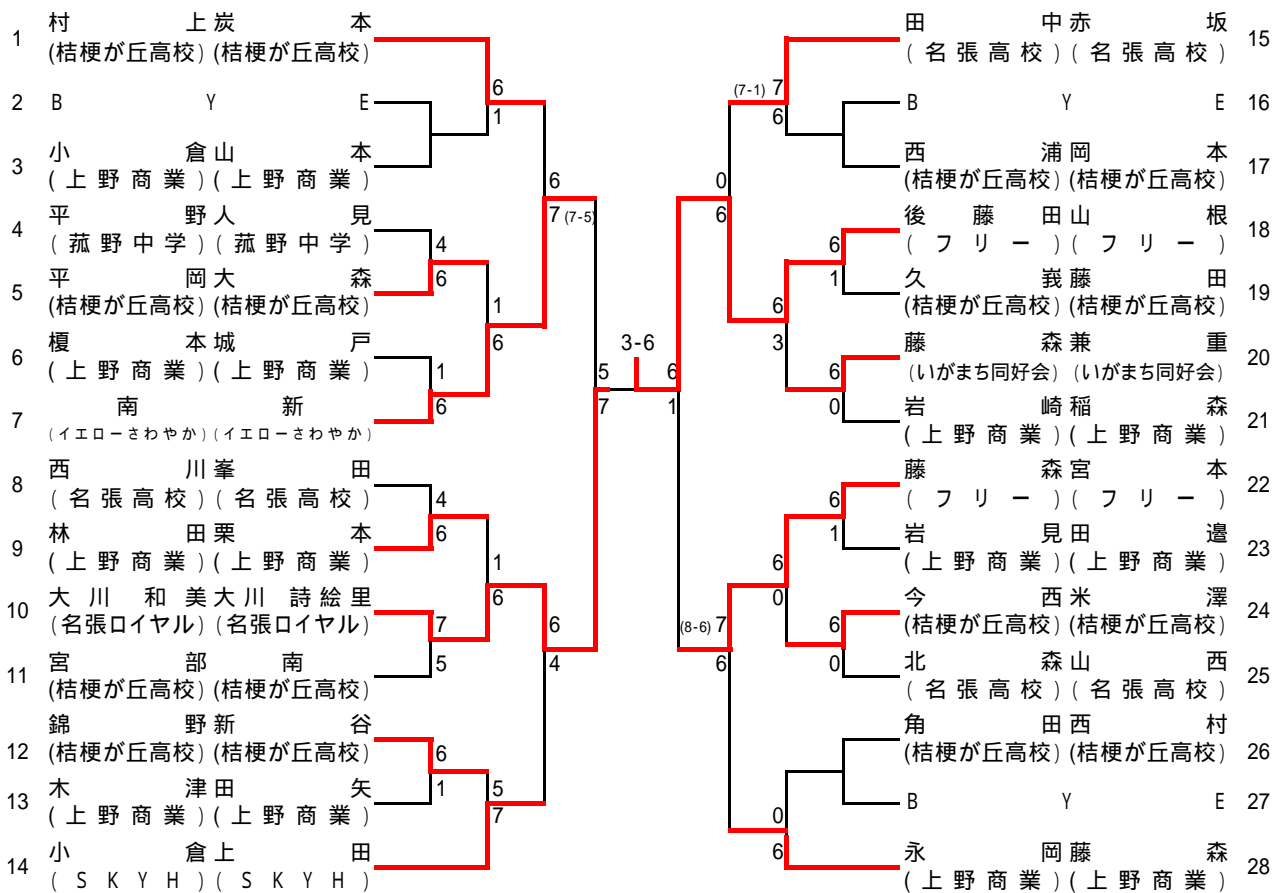 1 村上 炭本
(桔梗が丘高校) (桔梗が丘高校)
2 B Y E
3 小倉 山本
(上野商業) (上野商業)
4 平野 人見
(菰野中学) (菰野中学)
5 平岡 大森
(桔梗が丘高校) (桔梗が丘高校)
6 榎本 城戸
(上野商業) (上野商業)
7 南 新
(イエローさわやか) (イエローさわやか)
8 西川 峯田
(名張高校) (名張高校)
9 林田 栗本
(上野商業) (上野商業)
10 大川和美 大川詩絵里
(名張ロイヤル) (名張ロイヤル)
11 宮部 南
(桔梗が丘高校) (桔梗が丘高校)
12 錦野 新谷
(桔梗が丘高校) (桔梗が丘高校)
13 木津 田矢
(上野商業) (上野商業)
14 小倉 上田
(SKYH) (SKYH)
6
1
4
6
1
6
4
6
7
5
6
1
1
6
1
6
5
7
6
7 (7-5)
6
4
5
7
3-6
6
1
0
6
(8-6) 7
6
(7-1) 7
6
6
3
6
0
0
6
6
1
6
0
6
1
6
0
田中 赤坂 15
(名張高校) (名張高校)
B Y E 16
西浦 岡本 17
(桔梗が丘高校) (桔梗が丘高校)
後藤田 山根 18
(フリー) (フリー)
久峩 藤田 19
(桔梗が丘高校) (桔梗が丘高校)
藤森 兼重 20
(いがまち同好会) (いがまち同好会)
岩崎 稲森 21
(上野商業) (上野商業)
藤森 宮本 22
(フリー) (フリー)
岩見 田邉 23
(上野商業) (上野商業)
今西 米澤 24
(桔梗が丘高校) (桔梗が丘高校)
北森 山西 25
(名張高校) (名張高校)
角田 西村 26
(桔梗が丘高校) (桔梗が丘高校)
B Y E 27
永岡 藤森 28
(上野商業) (上野商業)